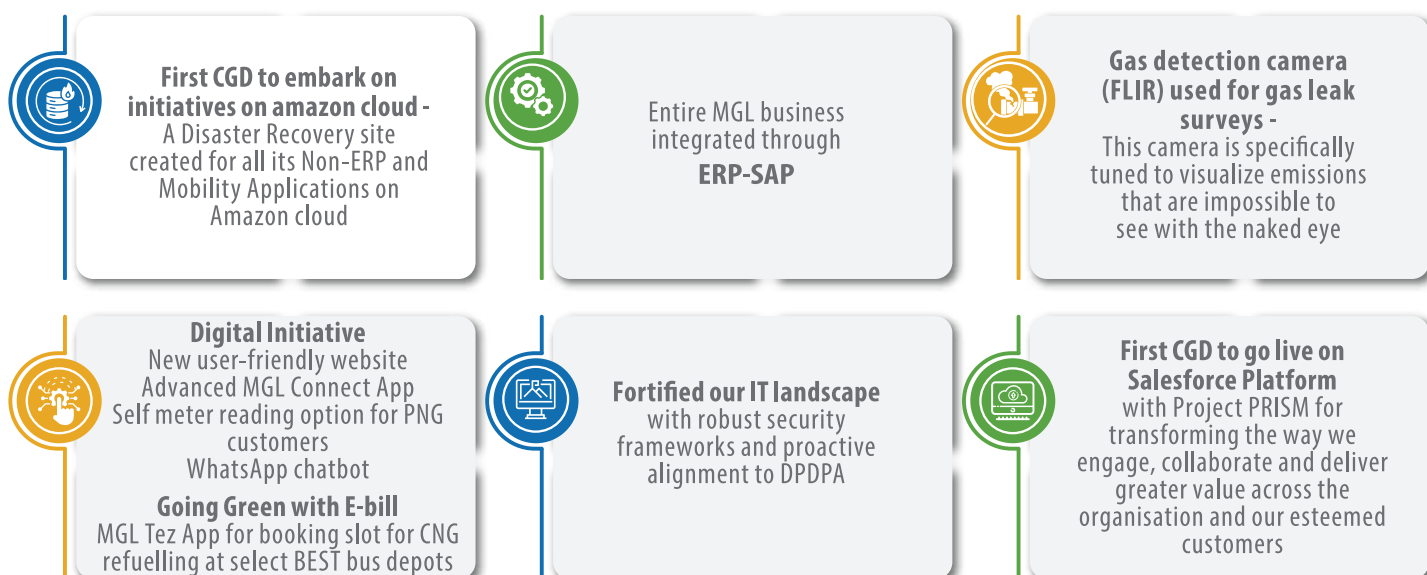 First CGD to embark on
initiatives on amazon cloud -
A Disaster Recovery site
created for all its Non-ERP and
Mobility Applications on
Amazon cloud
Entire MGL business
integrated through
ERP-SAP
Gas detection camera
(FLIR) used for gas leak
surveys -
This camera is specifically
tuned to visualize emissions
that are impossible to
see with the naked eye
Digital Initiative
New user-friendly website
Advanced MGL Connect App
Self meter reading option for PNG
customers
WhatsApp chatbot
Going Green with E-bill
MGL Tez App for booking slot for CNG
refuelling at select BEST bus depots
Fortified our IT landscape
with robust security
frameworks and proactive
alignment to DPDPA
First CGD to go live on
Salesforce Platform
with Project PRISM for
transforming the way we
engage, collaborate and deliver
greater value across the
organisation and our esteemed
customers